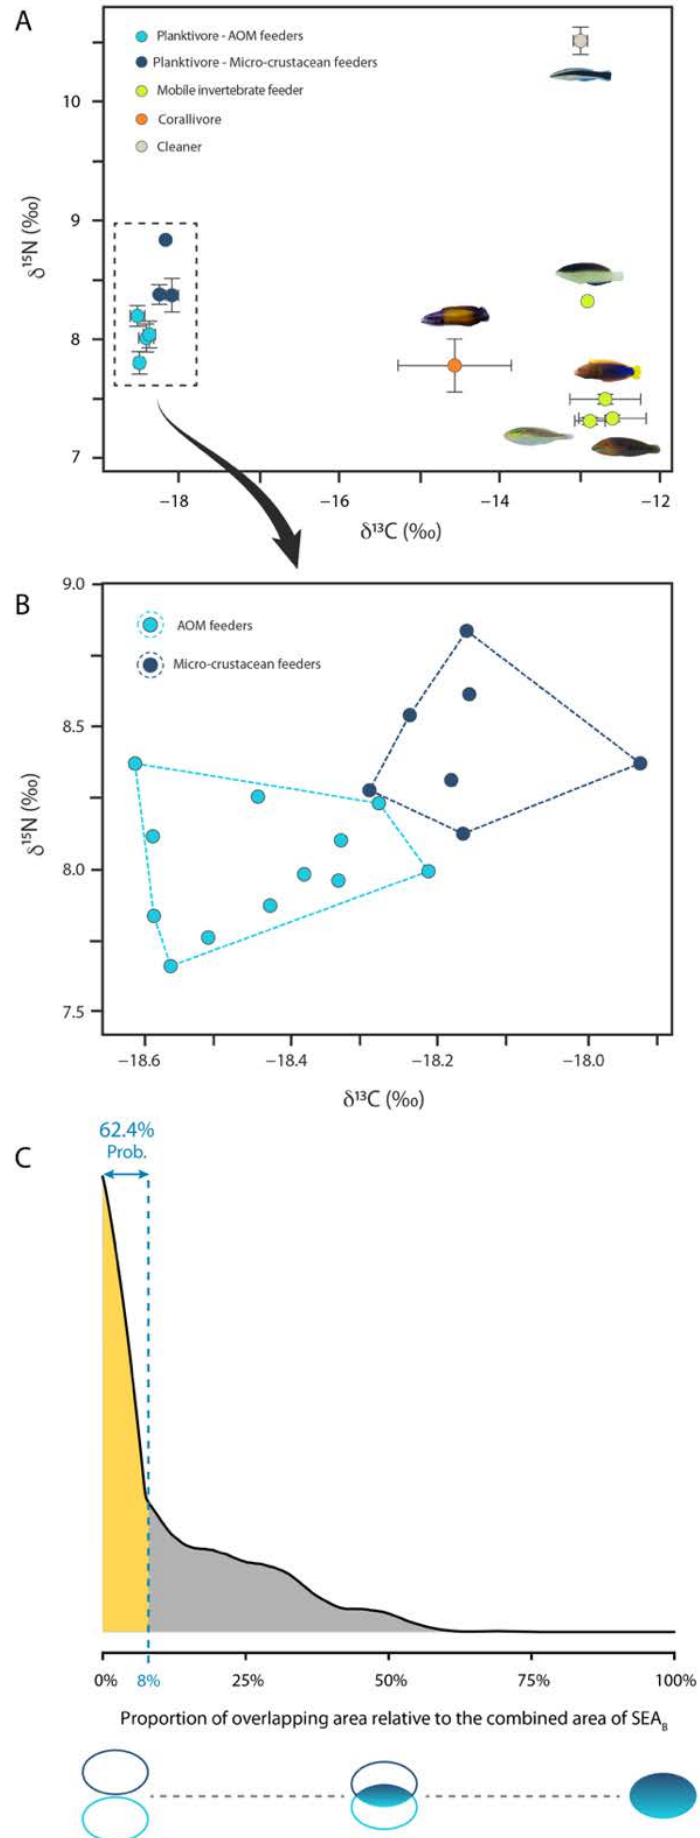 A
Planktivore - AOM feeders
Planktivore - Micro-crustacean feeders
Mobile invertebrate feeder
Corallivore
Cleaner
10
9
8
7
δ¹⁵N (‰)
−18
−16
−14
−12
δ¹³C (‰)
B
AOM feeders
Micro-crustacean feeders
9.0
8.5
8.0
7.5
δ¹⁵N (‰)
−18.6
−18.4
−18.2
−18.0
δ¹³C (‰)
C
62.4%
Prob.
0%
8%
25%
50%
75%
100%
Proportion of overlapping area relative to the combined area of SEA_B